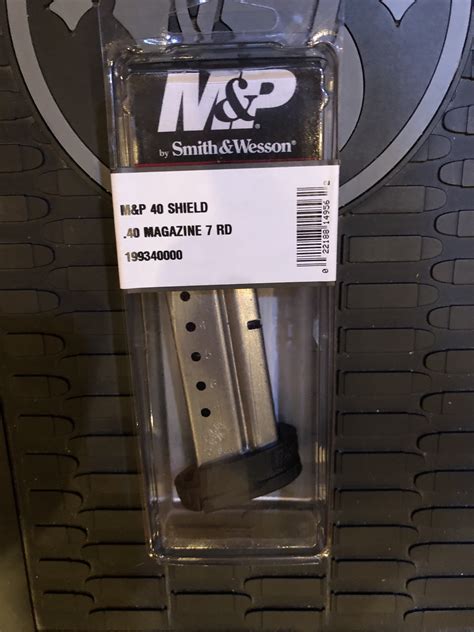 M&P®
by Smith&Wesson®
M&P 40 SHIELD
.40 MAGAZINE 7 RD
199340000
0 22188 14956 2